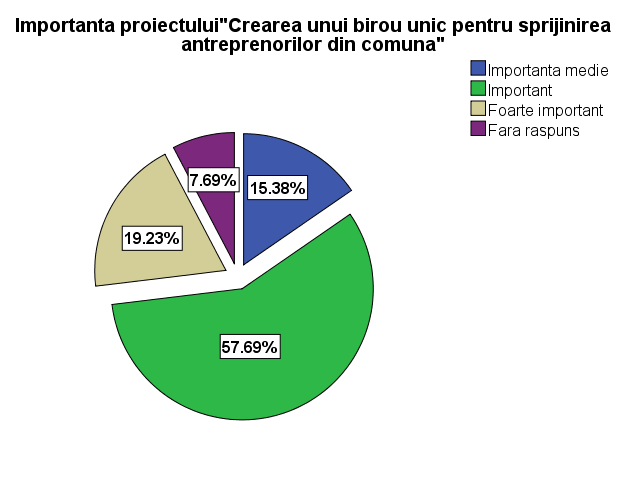 Importanta proiectului"Crearea unui birou unic pentru sprijinirea
antreprenorilor din comuna"
Importanta medie
Important
Foarte important
Fara raspuns
7.69%
15.38%
19.23%
57.69%